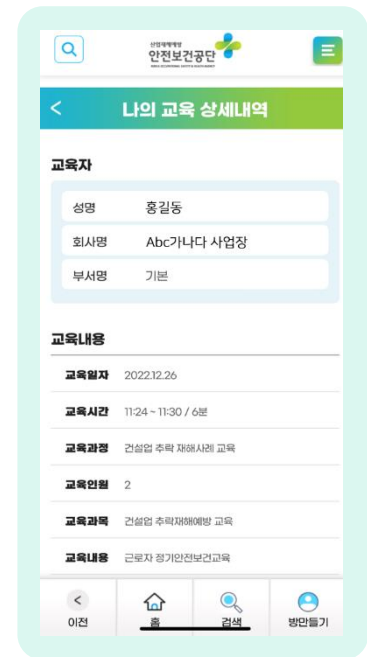 산업재해예방
안전보건공단
나의 교육 상세내역
교육자
성명 홍길동
회사명 Abc가나다 사업장
부서명 기본
교육내용
교육일자 2022.12.26
교육시간 11:24 ~ 11:30 / 6분
교육과정 건설업 추락 재해사례 교육
교육인원 2
교육과목 건설업 추락재해예방 교육
교육내용 근로자 정기안전보건교육
이전 홈 검색 방만들기